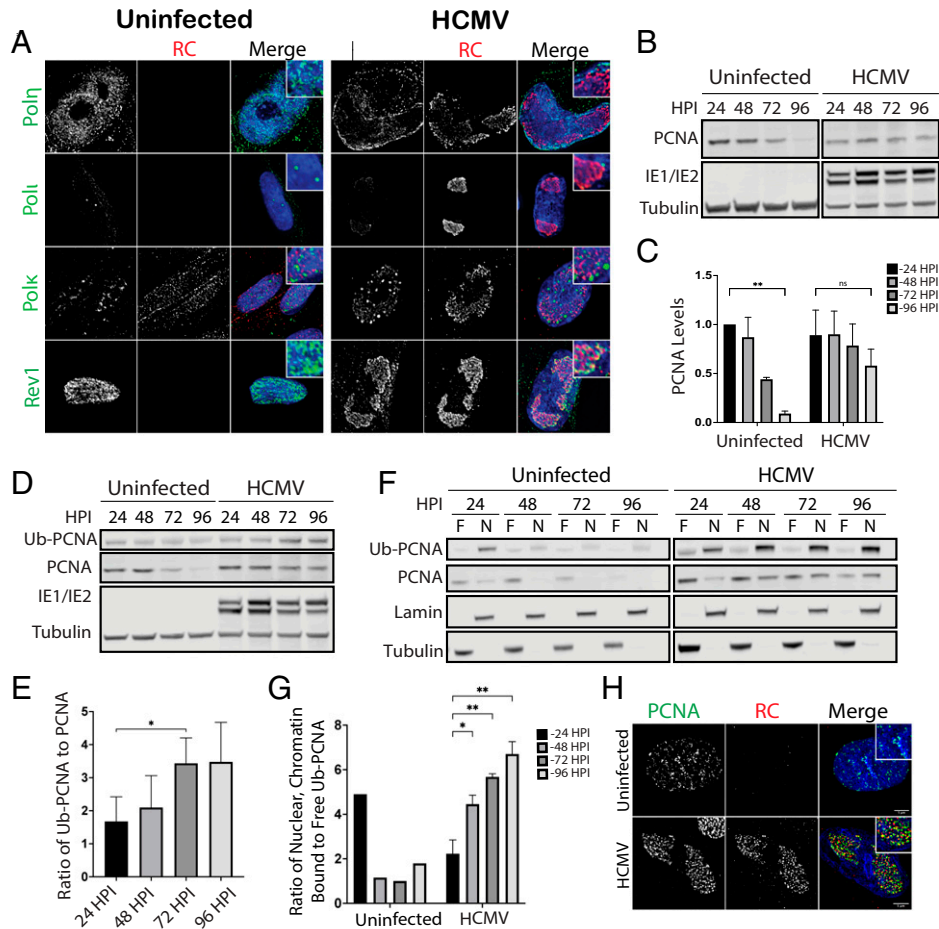 Uninfected HCMV
A
RC Merge RC Merge
Polη
Polι
Polκ
Rev1
B
Uninfected HCMV
HPI 24 48 72 96 24 48 72 96
PCNA
IE1/IE2
Tubulin
C
PCNA Levels
1.5
1.0
0.5
0.0
** ns
-24 HPI
-48 HPI
-72 HPI
-96 HPI
Uninfected HCMV
D
Uninfected HCMV
HPI 24 48 72 96 24 48 72 96
Ub-PCNA
PCNA
IE1/IE2
Tubulin
E
Ratio of Ub-PCNA to PCNA
5
4
3
2
1
0
*
24 HPI 48 HPI 72 HPI 96 HPI
F
Uninfected HCMV
HPI 24 48 72 96 24 48 72 96
F N F N F N F N F N F N F N F N
Ub-PCNA
PCNA
Lamin
Tubulin
G
Ratio of Nuclear, Chromatin
Bound to Free Ub-PCNA
8
6
4
2
0
**
**
*
-24 HPI
-48 HPI
-72 HPI
-96 HPI
Uninfected HCMV
H
PCNA RC Merge
Uninfected
HCMV